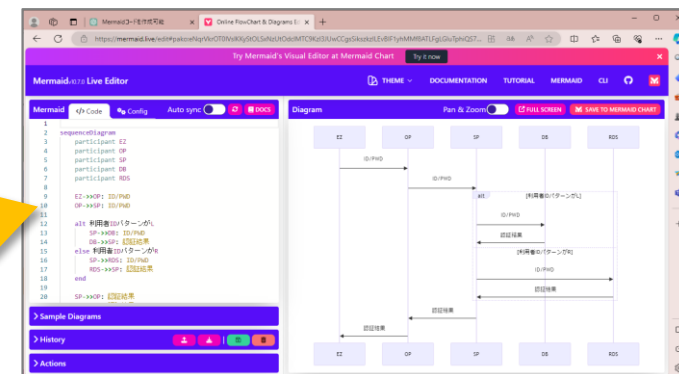 Mermaidコードを作成可能
Online FlowChart & Diagrams Ed
https://mermaid.live/edit#pako:
Try Mermaid's Visual Editor at Mermaid Chart
Try it now
Mermaid v10.7.0 Live Editor
THEME
DOCUMENTATION
TUTORIAL
MERMAID
CLI
Mermaid
</> Code
Config
Auto sync
DOCS
Diagram
Pan & Zoom
FULL SCREEN
SAVE TO MERMAID CHART
1
2 sequenceDiagram
3 participant EZ
4 participant OP
5 participant SP
6 participant DB
7 participant RDS
8
9 EZ->>OP: ID/PWD
10 OP->>SP: ID/PWD
11
12 alt 利用者IDパターンがL
13 SP->>DB: ID/PWD
14 DB->>SP: 認証結果
15 else 利用者IDパターンがR
16 SP->>RDS: ID/PWD
17 RDS->>SP: 認証結果
18 end
19
20 SP->>OP: 認証結果
Sample Diagrams
History
Actions
EZ
OP
SP
DB
RDS
ID/PWD
ID/PWD
alt
[利用者IDパターンがL]
ID/PWD
認証結果
[利用者IDパターンがR]
ID/PWD
認証結果
認証結果
認証結果
EZ
OP
SP
DB
RDS